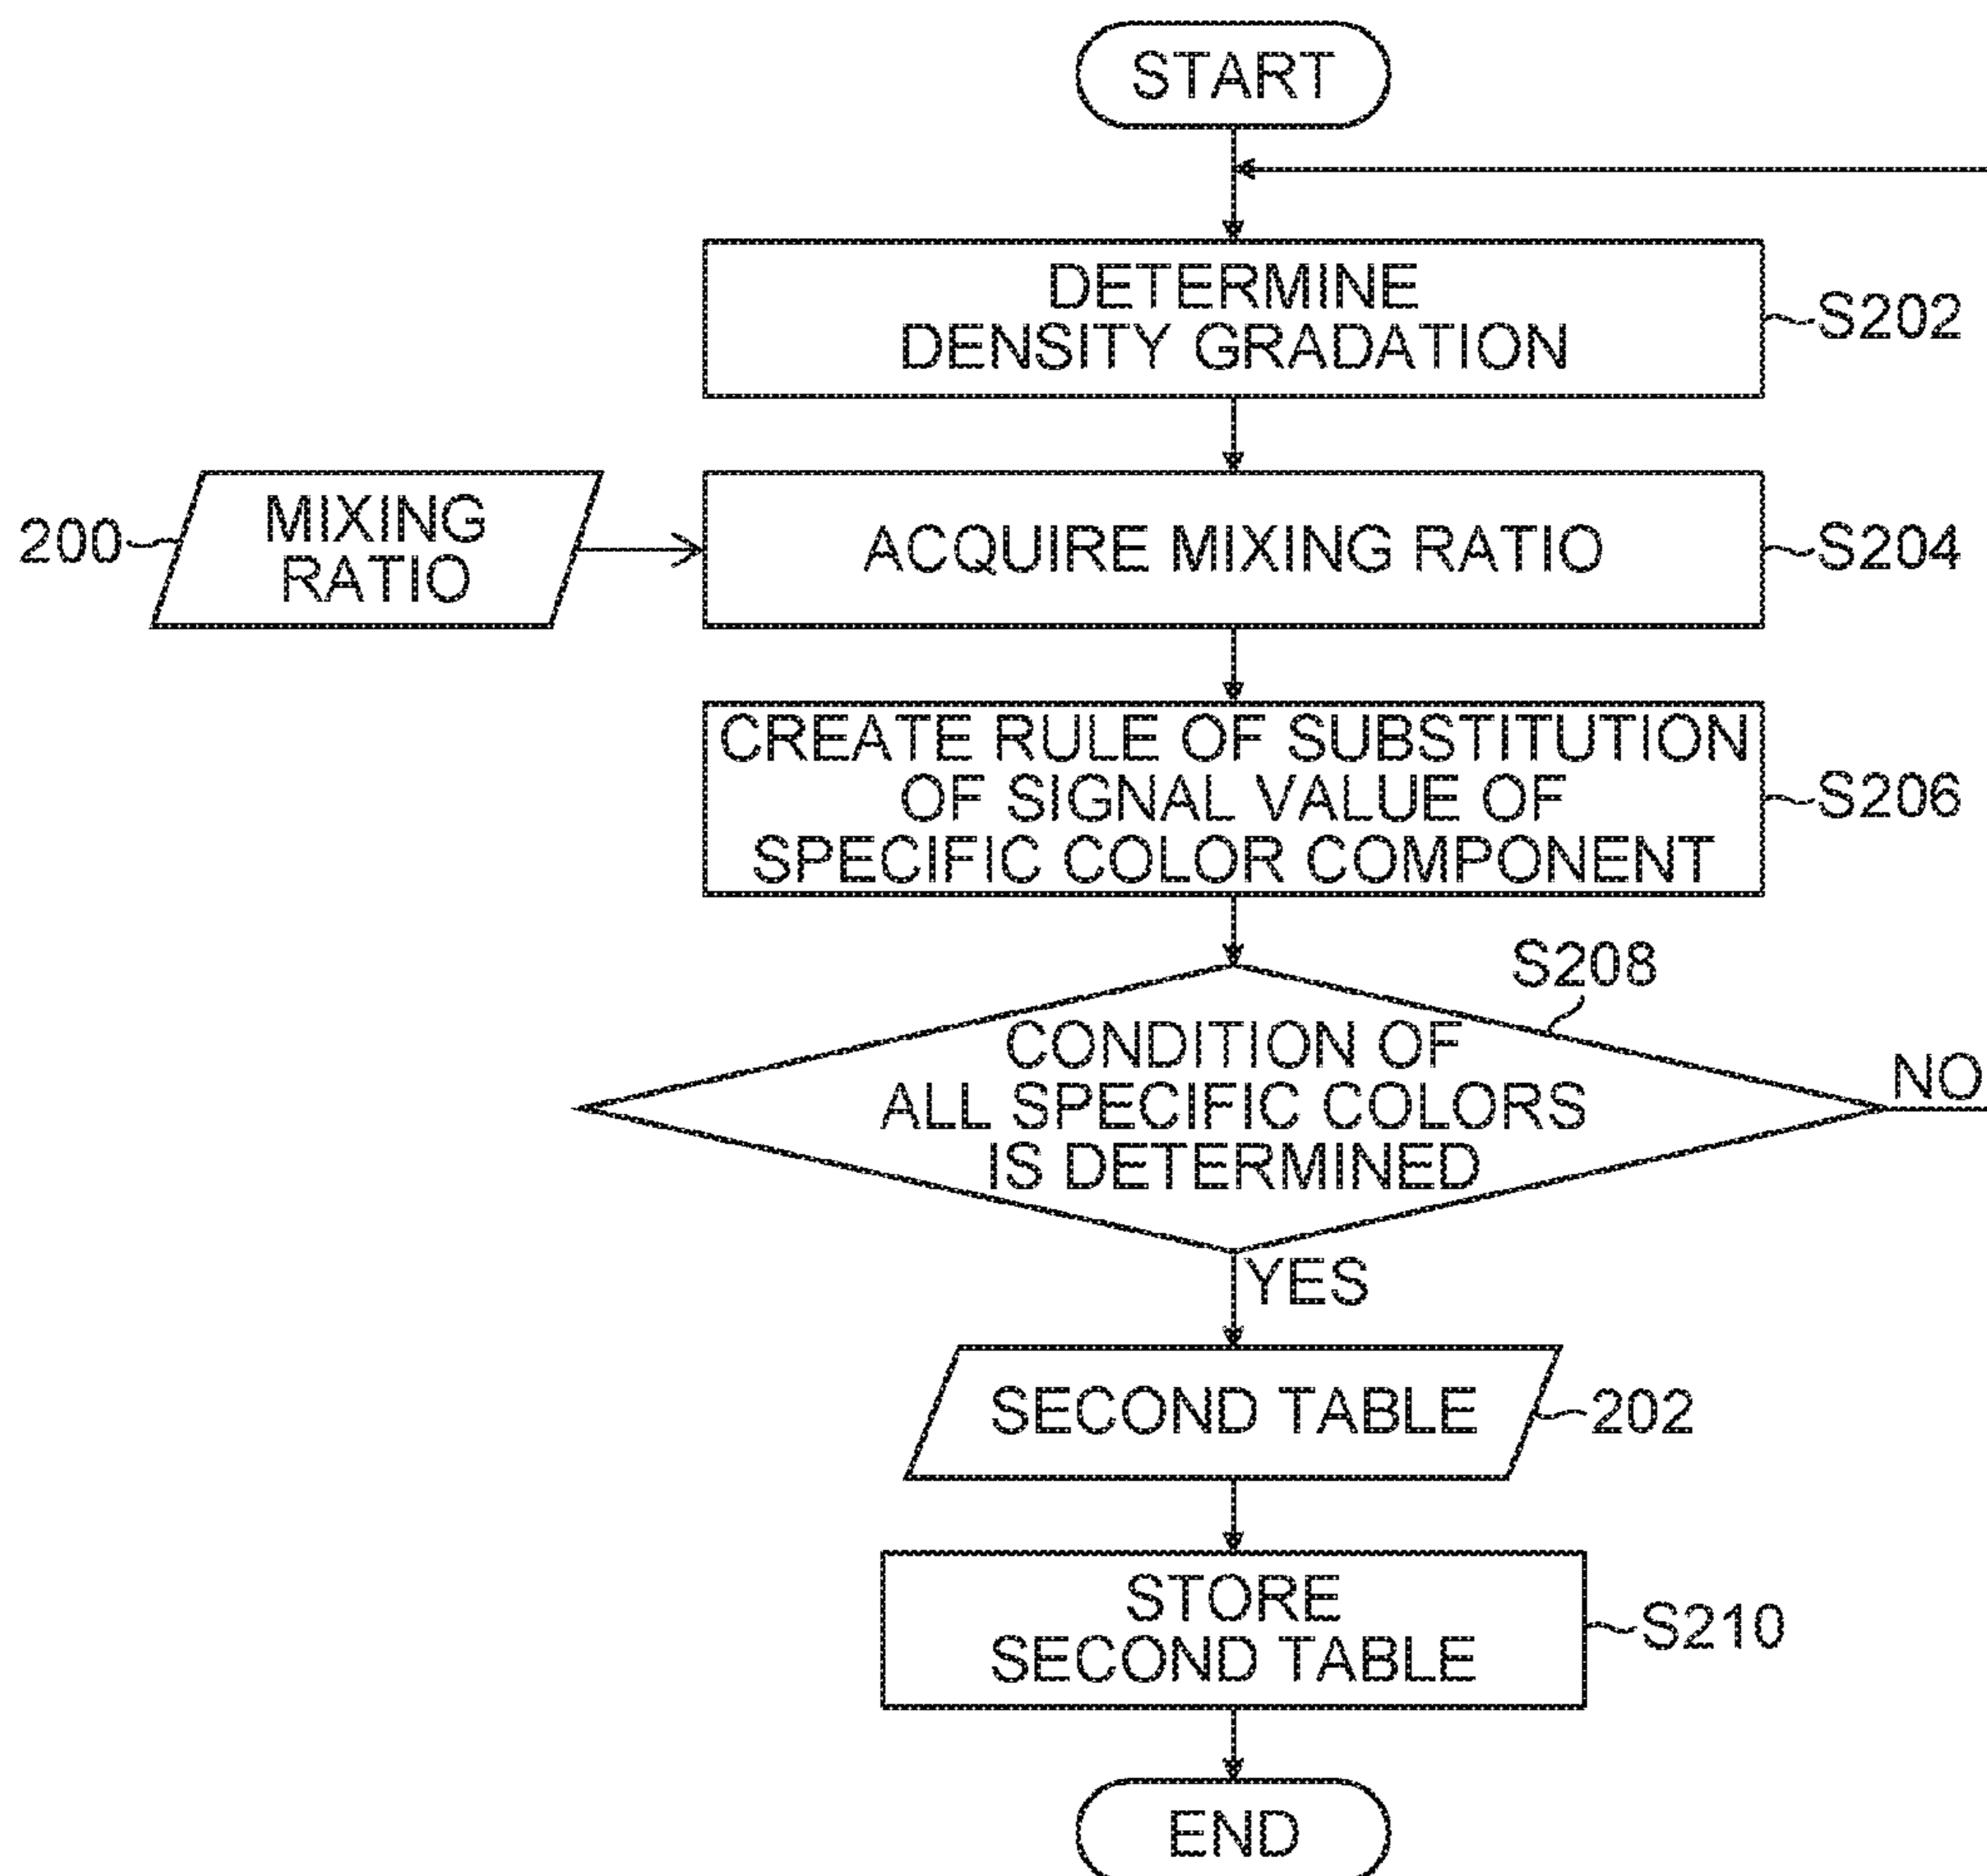 START
DETERMINE
DENSITY GRADATION
S202
200
MIXING
RATIO
ACQUIRE MIXING RATIO
S204
CREATE RULE OF SUBSTITUTION
OF SIGNAL VALUE OF
SPECIFIC COLOR COMPONENT
S206
S208
CONDITION OF
ALL SPECIFIC COLORS
IS DETERMINED
NO
YES
SECOND TABLE
202
STORE
SECOND TABLE
S210
END